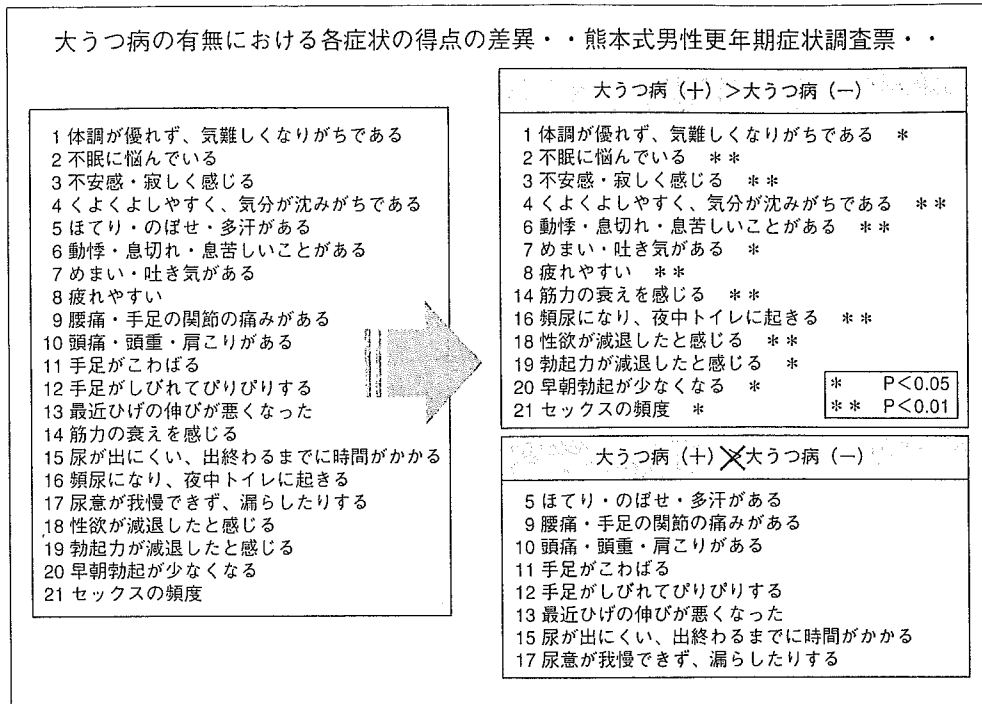 大うつ病の有無における各症状の得点の差異・・熊本式男性更年期症状調査票・・
1 体調が優れず、気難しくなりがちである
2 不眠に悩んでいる
3 不安感・寂しく感じる
4 くよくよしやすく、気分が沈みがちである
5 ほてり・のぼせ・多汗がある
6 動悸・息切れ・息苦しいことがある
7 めまい・吐き気がある
8 疲れやすい
9 腰痛・手足の関節の痛みがある
10 頭痛・頭重・肩こりがある
11 手足がこわばる
12 手足がしびれてぴりぴりする
13 最近ひげの伸びが悪くなった
14 筋力の衰えを感じる
15 尿が出にくい、出終わるまでに時間がかかる
16 頻尿になり、夜中トイレに起きる
17 尿意が我慢できず、漏らしたりする
18 性欲が減退したと感じる
19 勃起力が減退したと感じる
20 早朝勃起が少なくなる
21 セックスの頻度
大うつ病（＋）＞大うつ病（－）
1 体調が優れず、気難しくなりがちである ＊
2 不眠に悩んでいる ＊＊
3 不安感・寂しく感じる ＊＊
4 くよくよしやすく、気分が沈みがちである ＊＊
6 動悸・息切れ・息苦しいことがある ＊＊
7 めまい・吐き気がある ＊
8 疲れやすい ＊＊
14 筋力の衰えを感じる ＊＊
16 頻尿になり、夜中トイレに起きる ＊＊
18 性欲が減退したと感じる ＊＊
19 勃起力が減退したと感じる ＊
20 早朝勃起が少なくなる ＊
21 セックスの頻度 ＊
＊ P＜0.05
＊＊ P＜0.01
大うつ病（＋）≯大うつ病（－）
5 ほてり・のぼせ・多汗がある
9 腰痛・手足の関節の痛みがある
10 頭痛・頭重・肩こりがある
11 手足がこわばる
12 手足がしびれてぴりぴりする
13 最近ひげの伸びが悪くなった
15 尿が出にくい、出終わるまでに時間がかかる
17 尿意が我慢できず、漏らしたりする